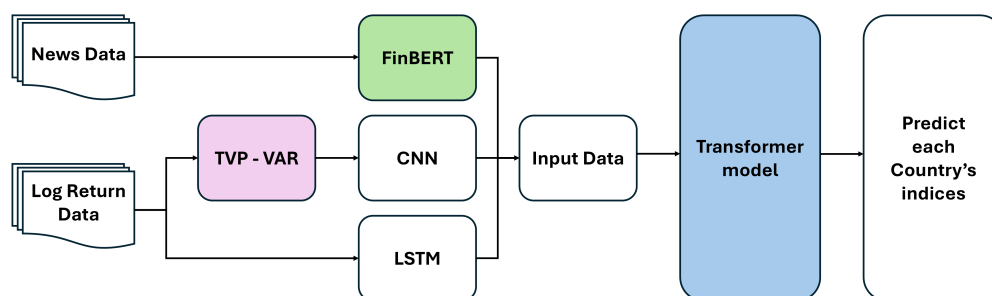 News Data
FinBERT
TVP - VAR
CNN
Input Data
Transformer
model
Predict
each
Country's
indices
Log Return
Data
LSTM